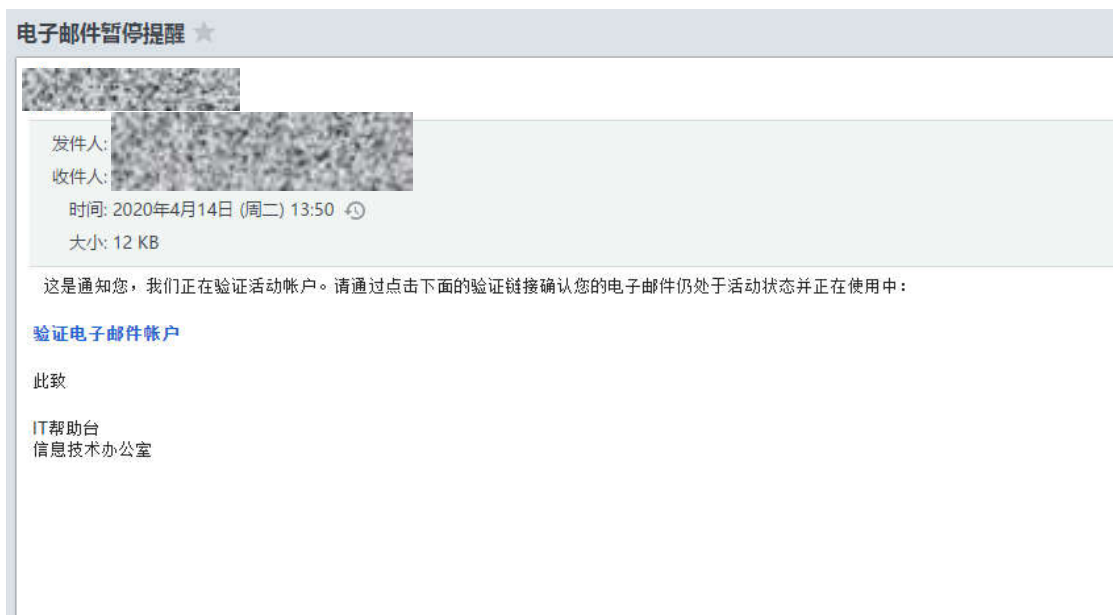 电子邮件暂停提醒
发件人:
收件人:
时间: 2020年4月14日 (周二) 13:50
大小: 12 KB
这是通知您，我们正在验证活动帐户。请通过点击下面的验证链接确认您的电子邮件仍处于活动状态并正在使用中：
验证电子邮件帐户
此致
IT帮助台
信息技术办公室